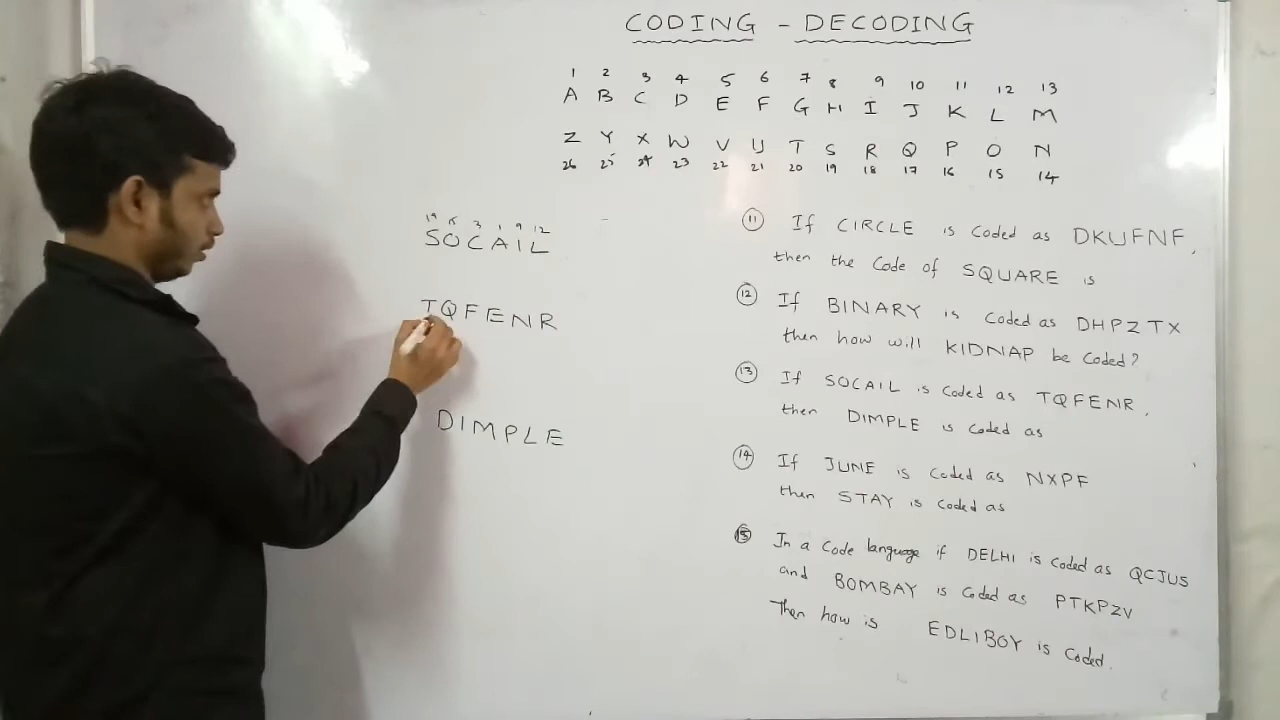 CODING - DECODING
1 2 3 4 5 6 7 8 9 10 11 12 13
A B C D E F G H I J K L M
Z Y X W V U T S R Q P O N
26 25 24 23 22 21 20 19 18 17 16 15 14
19 15 3 1 9 12
SOCAIL
TQFENR
DIMPLE
11 If CIRCLE is coded as DKUFNF,
then the code of SQUARE is
12 If BINARY is coded as DHPZTX
then how will KIDNAP be coded?
13 If SOCAIL is coded as TQFENR,
then DIMPLE is coded as
14 If JUNE is coded as NXPF
then STAY is coded as
15 In a code language if DELHI is coded as QCJUS
and BOMBAY is coded as PTKPZV
Then how is EDLIBOY is coded.